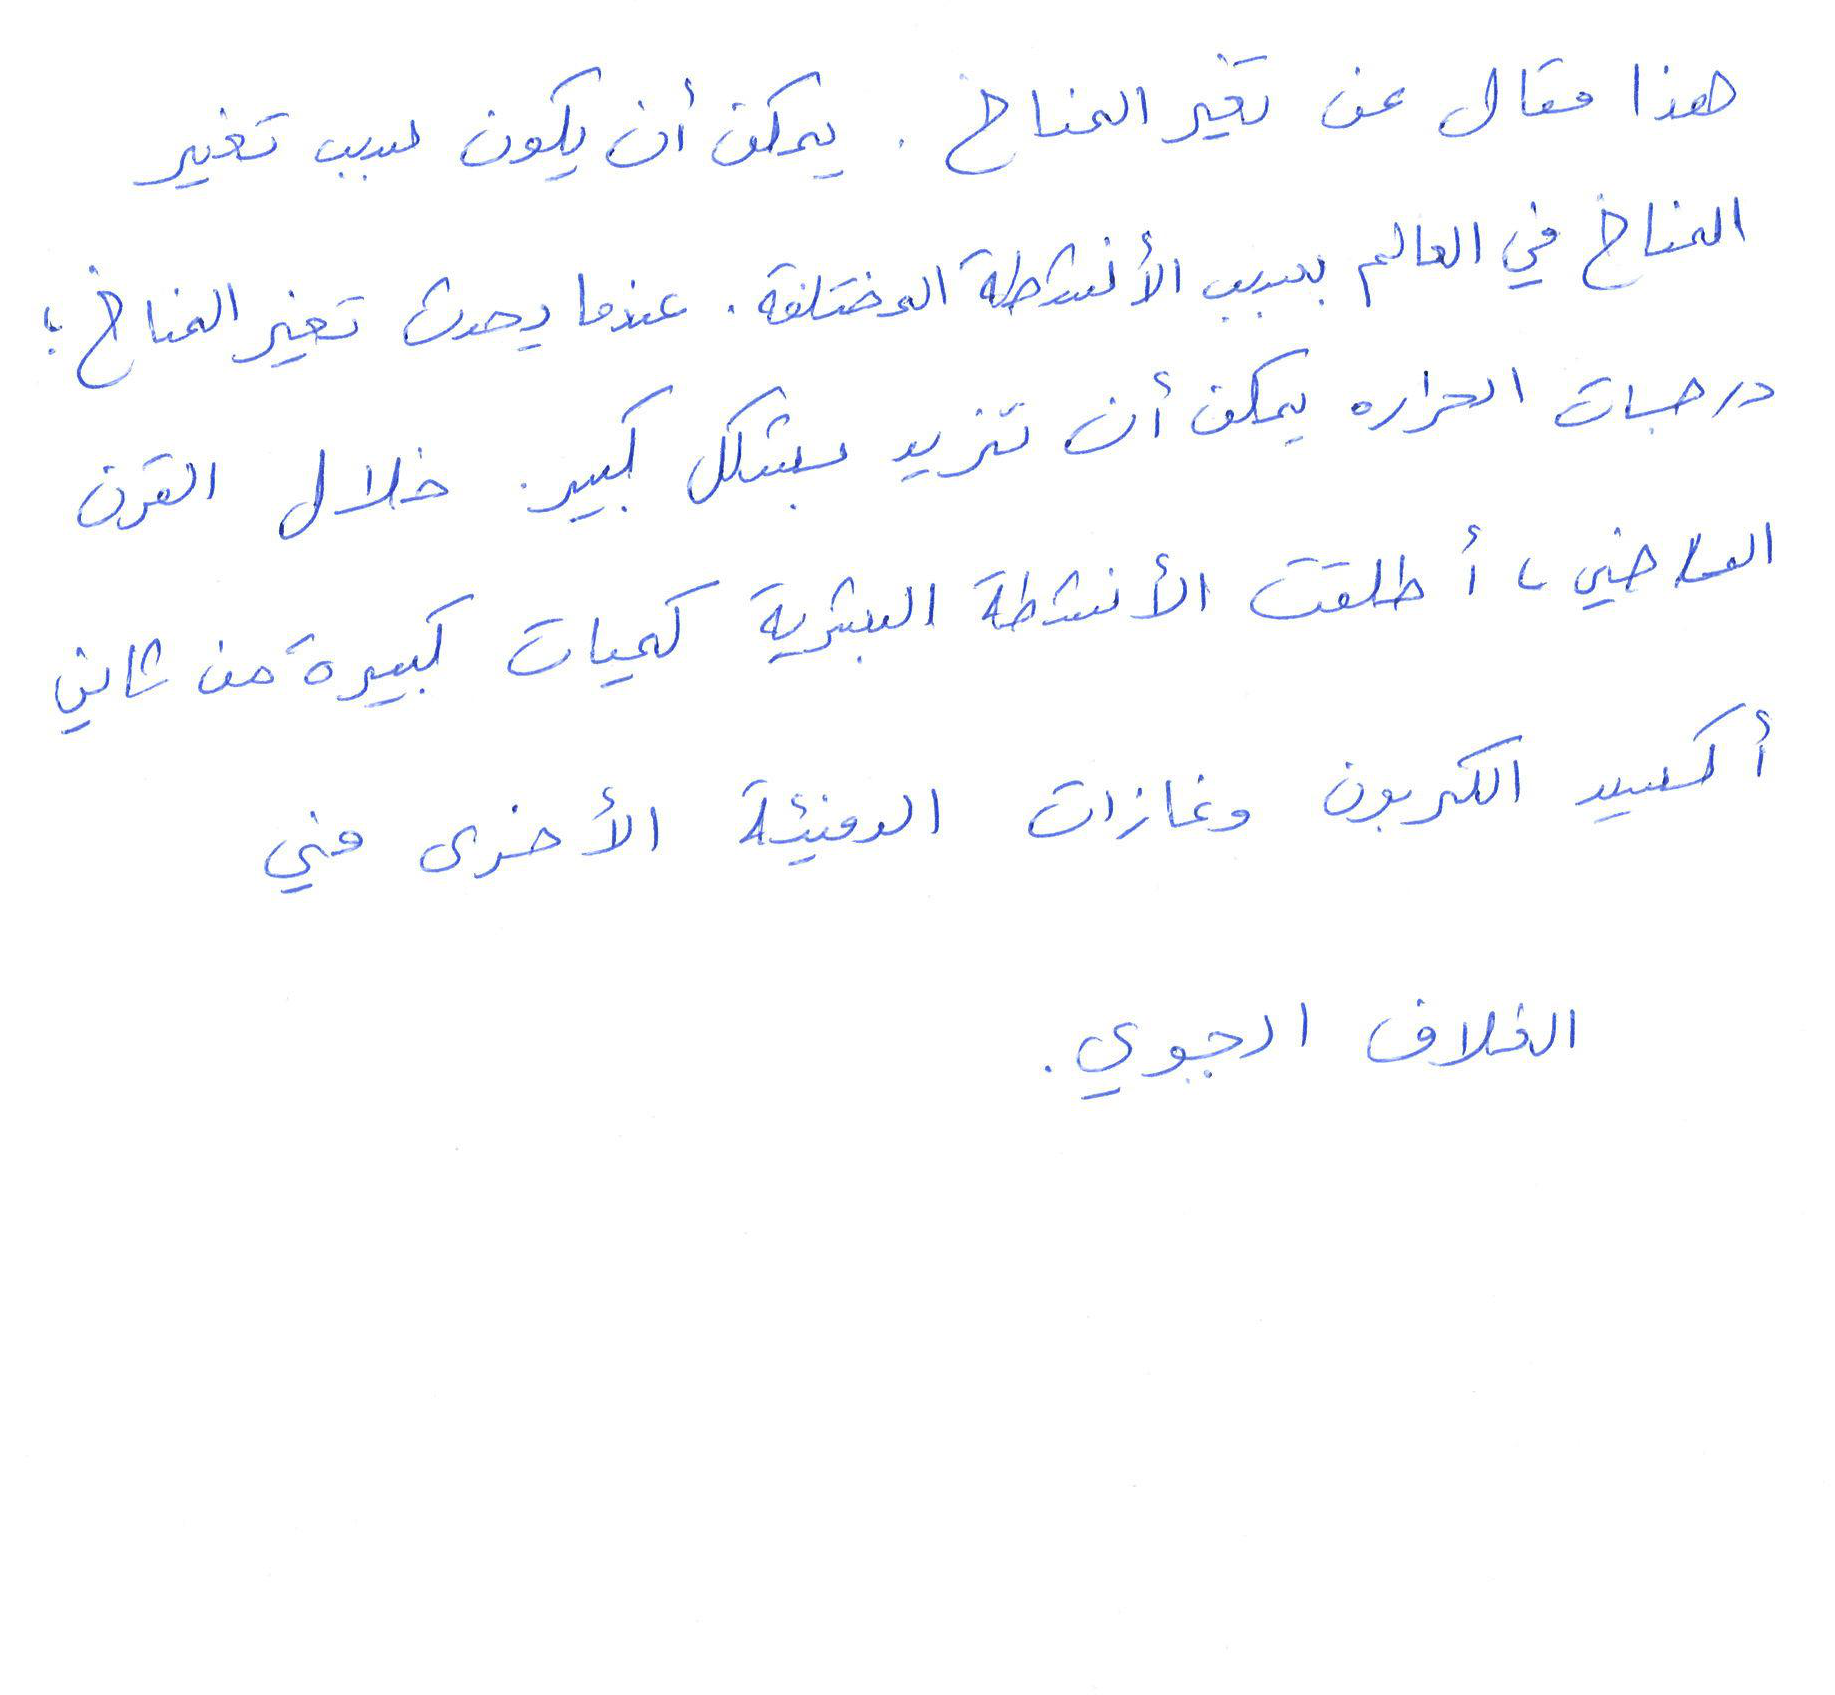 هذا مقال عن تغير المناخ . يمكن أن يكون سبب تغير
المناخ في العالم بسبب الأنشطة المختلفة . عندما يحدث تغير المناخ ؛
درجات الحراره يمكن أن تزيد بشكل كبير . خلال القرن
الماضي ، أطلقت الأنشطة البشرية كميات كبيرة من ثاني
أكسيد الكربون وغازات الدفيئة الأخرى في
الغلاف الجوي .